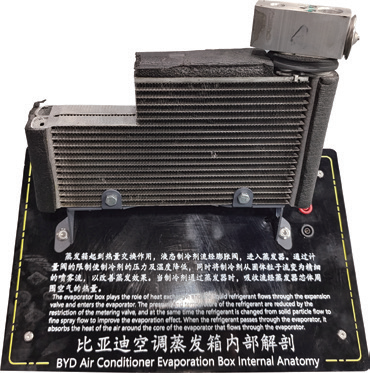 蒸发箱起到热量交换作用，液态制冷剂流经膨胀阀，进入蒸发器。通过计
量阀的限制使制冷剂的压力及温度降低，同时将制冷剂从固体粒子流变为精细
的喷雾流，以改善蒸发效果。当制冷剂通过蒸发器时，吸收流经蒸发器芯体周
围空气的热量。
The evaporator box plays the role of heat exchange. The liquid refrigerant flows through the expansion
valve and enters the evaporator. The pressure and temperature of the refrigerant are reduced by the
restriction of the metering valve, and at the same time the refrigerant is changed from solid particle flow to
fine spray flow to improve the evaporation effect. When the refrigerant passes through the evaporator, it
absorbs the heat of the air around the core of the evaporator that flows through the evaporator.
比亚迪空调蒸发箱内部解剖
BYD Air Conditioner Evaporation Box Internal Anatomy